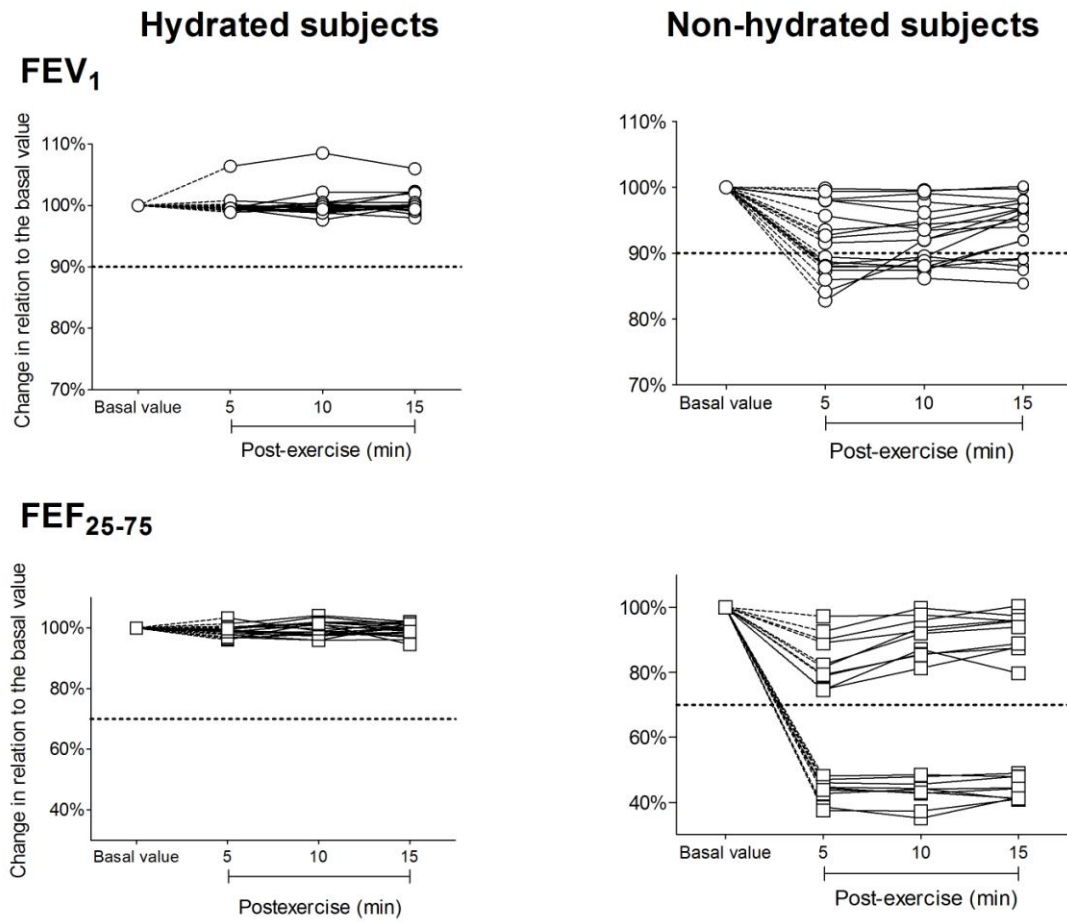 Hydrated subjects
Non-hydrated subjects
FEV1
Change in relation to the basal value
110%
100%
90%
80%
70%
Basal value
5
10
15
Post-exercise (min)
110%
100%
90%
80%
70%
Basal value
5
10
15
Post-exercise (min)
FEF25-75
Change in relation to the basal value
100%
80%
60%
40%
Basal value
5
10
15
Postexercise (min)
100%
80%
60%
40%
Basal value
5
10
15
Post-exercise (min)